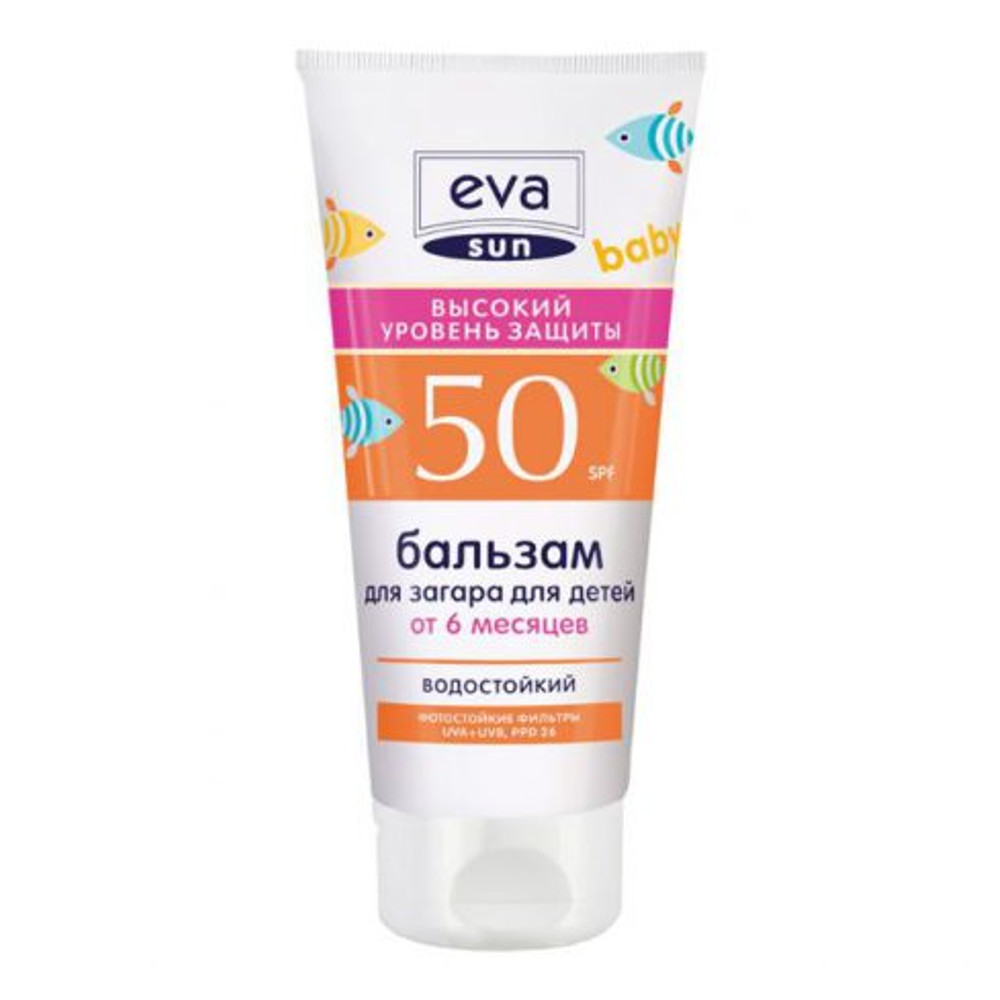 eva
sun
baby
ВЫСОКИЙ
УРОВЕНЬ ЗАЩИТЫ
50
SPF
бальзам
для загара для детей
от 6 месяцев
ВОДОСТОЙКИЙ
ФОТОСТОЙКИЕ ФИЛЬТРЫ
UVA+UVB, PPD 26